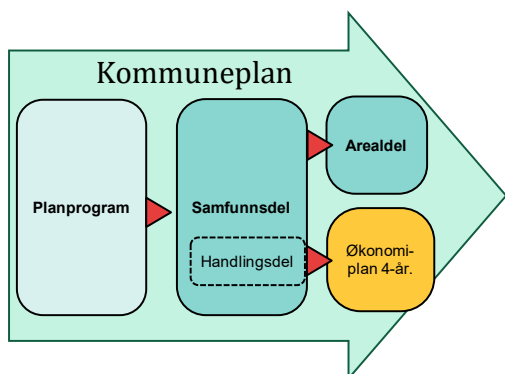 Kommuneplan
Planprogram
Samfunnsdel
Handlingsdel
Arealdel
Økonomi-
plan 4-år.